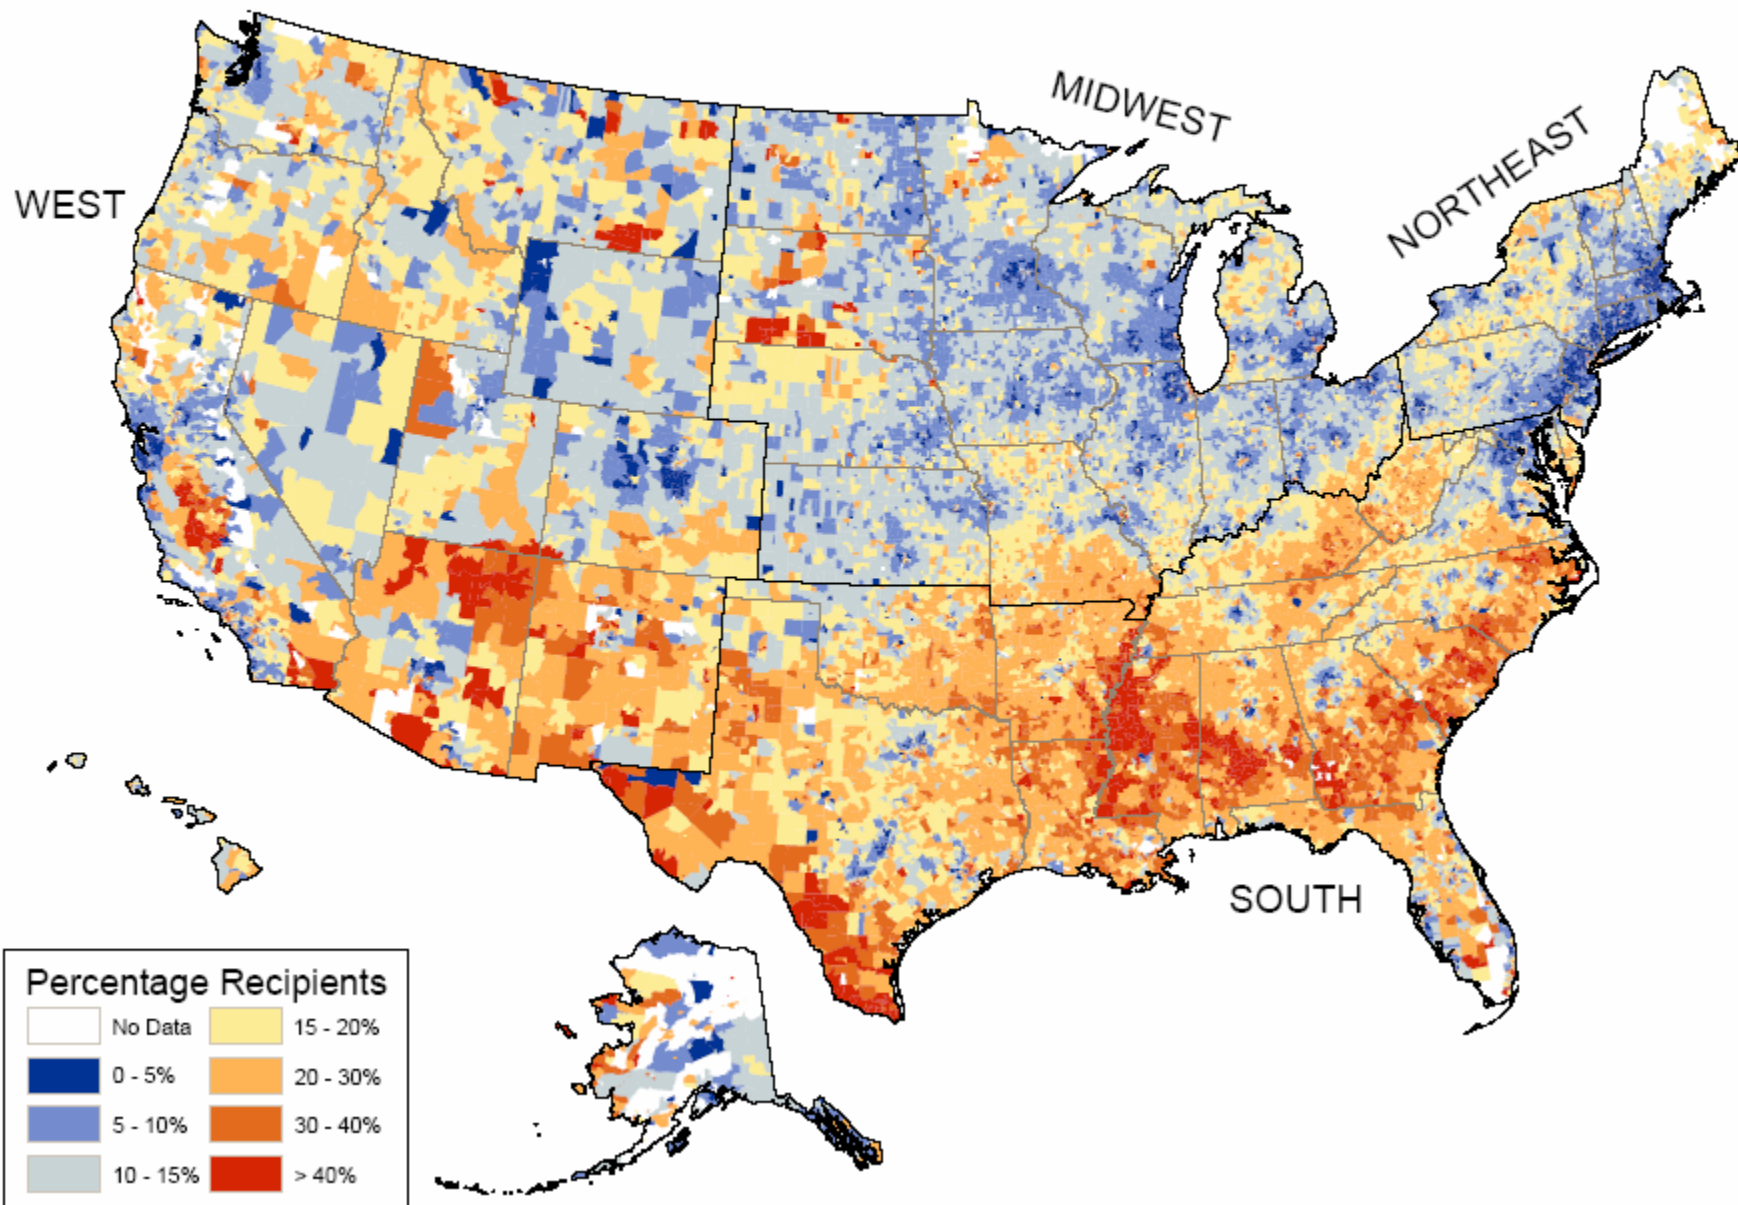 MIDWEST
NORTHEAST
WEST
SOUTH
Percentage Recipients
No Data
15 - 20%
0 - 5%
20 - 30%
5 - 10%
30 - 40%
10 - 15%
> 40%